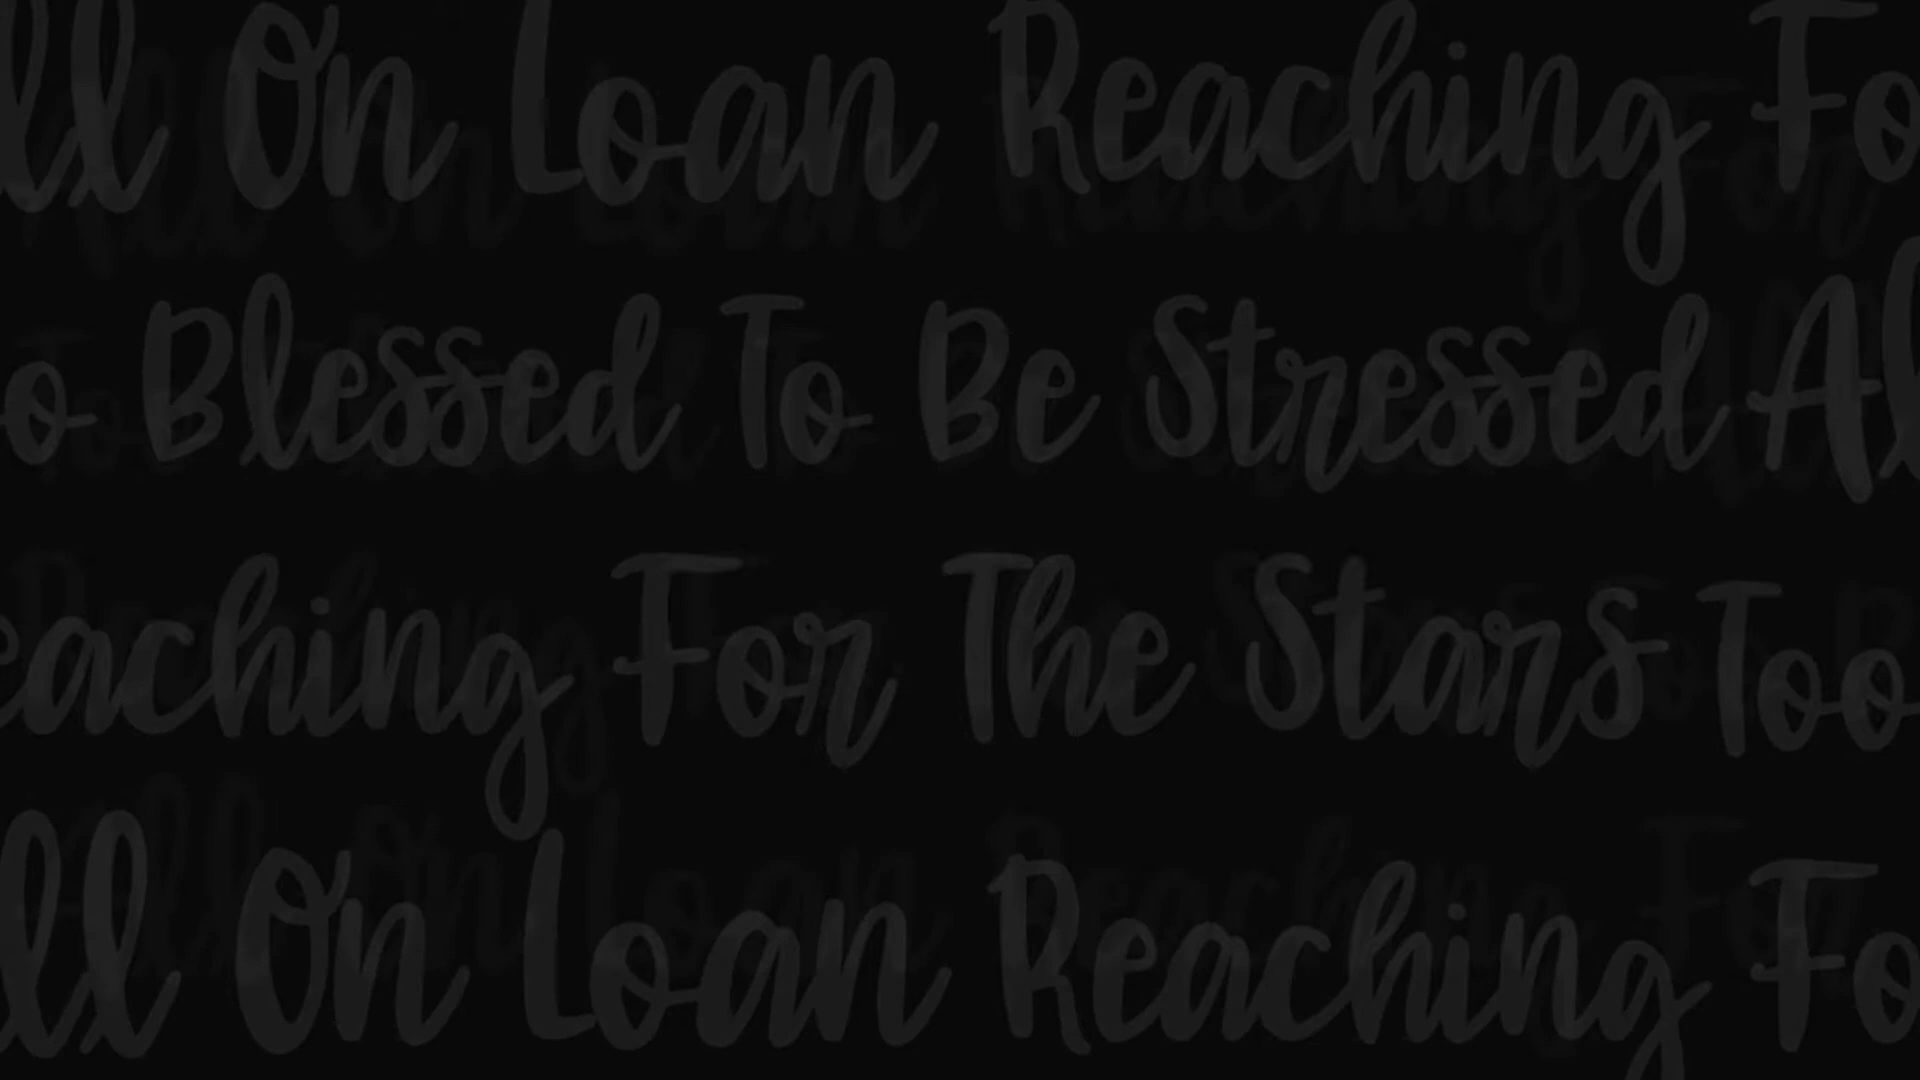 ll On Loan Reaching Fo
o Blessed To Be Stressed Al
eaching For The Stars Too
ll On Loan Reaching Fo